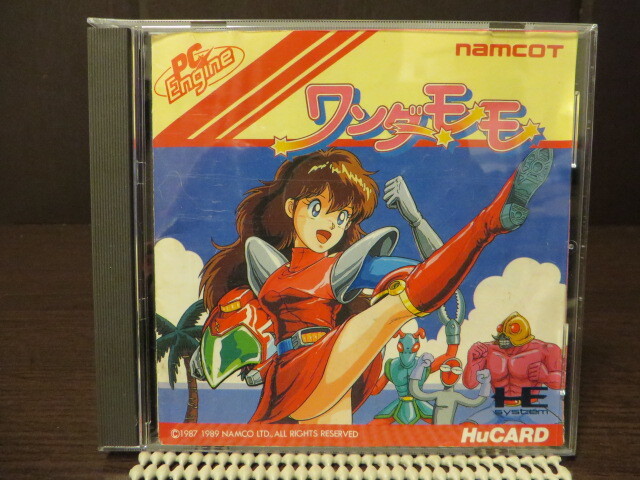 PC Engine
namcoT
ワンダーモモ
HE
system
©1987 1989 NAMCO LTD., ALL RIGHTS RESERVED
HuCARD